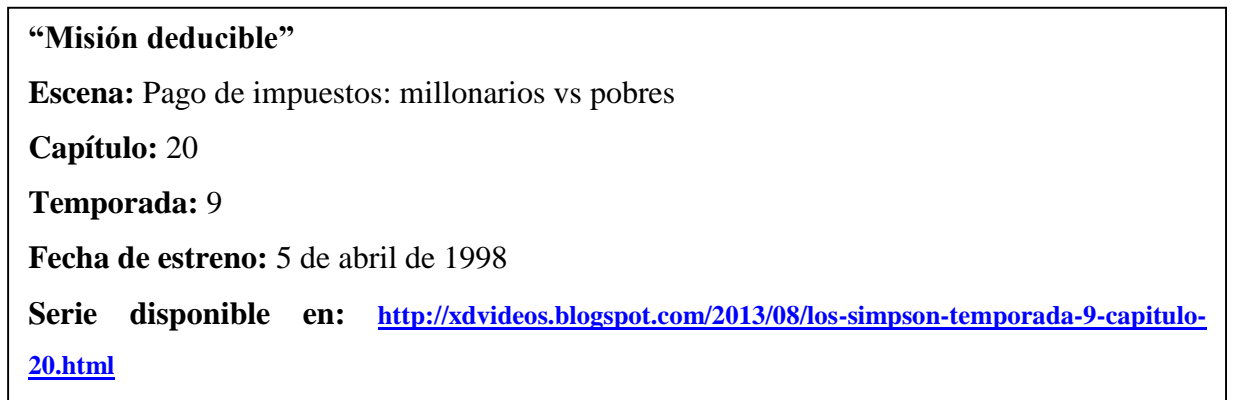 “Misión deducible”
Escena: Pago de impuestos: millonarios vs pobres
Capítulo: 20
Temporada: 9
Fecha de estreno: 5 de abril de 1998
Serie disponible en: http://xdvideos.blogspot.com/2013/08/los-simpson-temporada-9-capitulo-
20.html